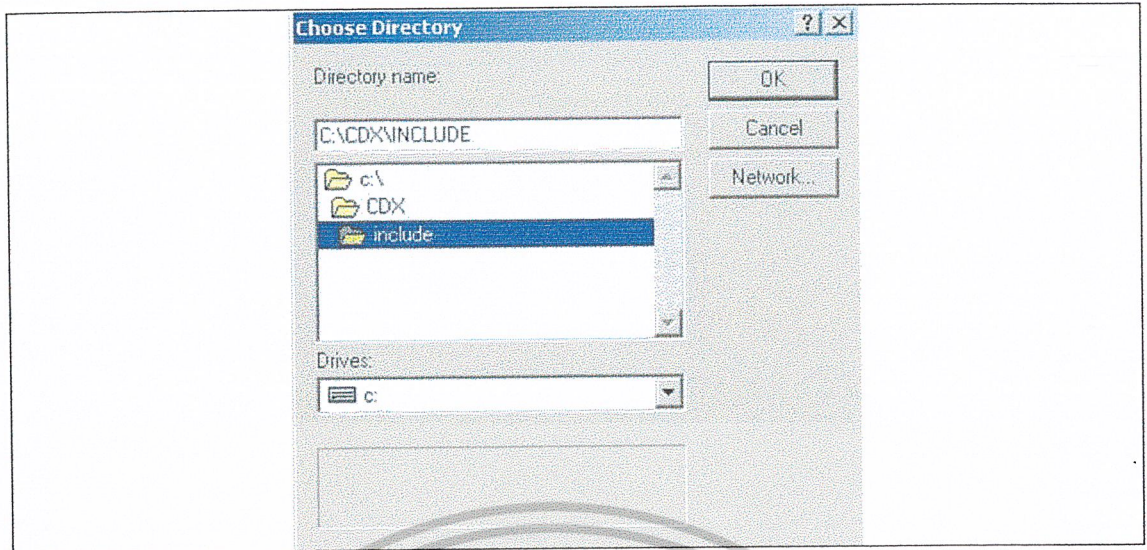 Choose Directory
Directory name:
OK
C:\CDX\INCLUDE
Cancel
c:\
Network...
CDX
include
Drives:
c: